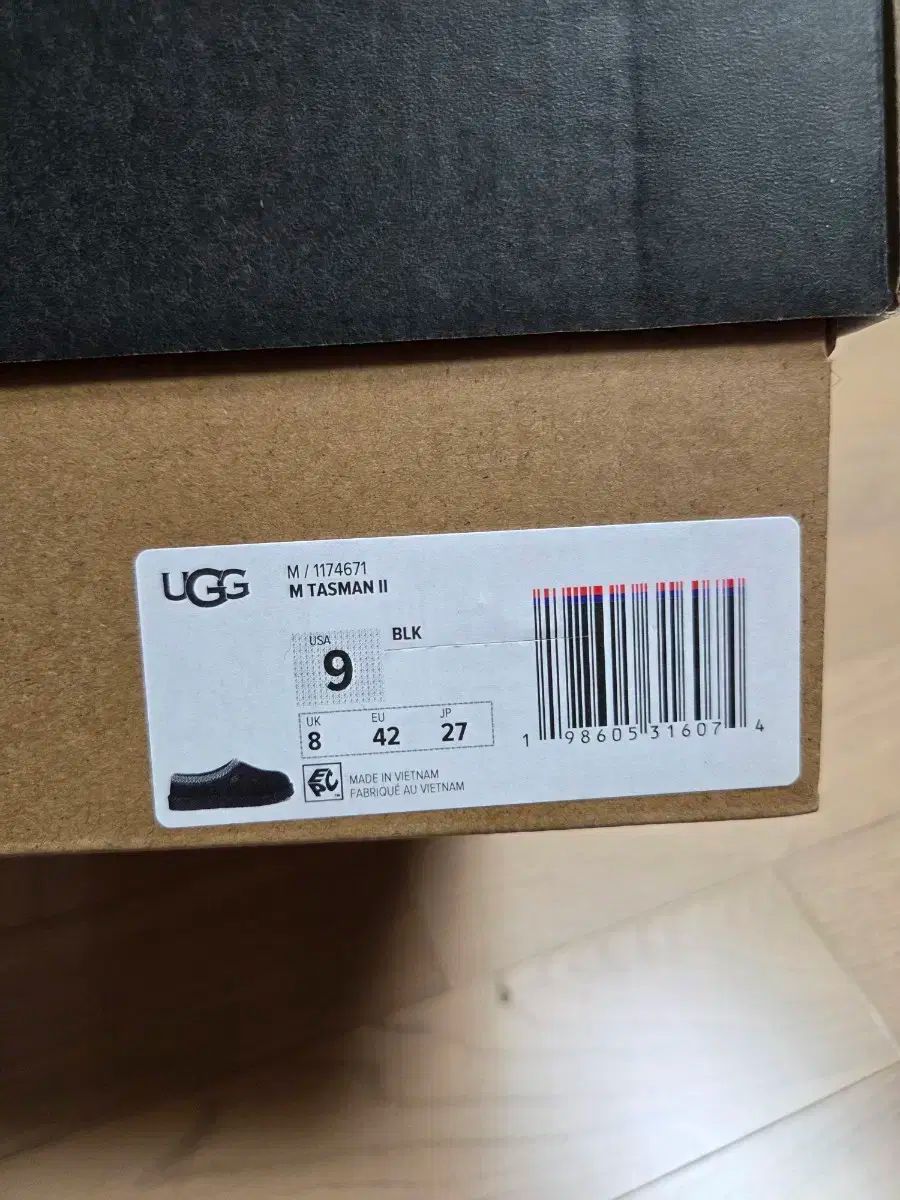 UGG
M / 1174671
M TASMAN II
USA
9
BLK
UK
8
EU
42
JP
27
1 98605 31607 4
EPC™
MADE IN VIETNAM
FABRIQUÉ AU VIETNAM